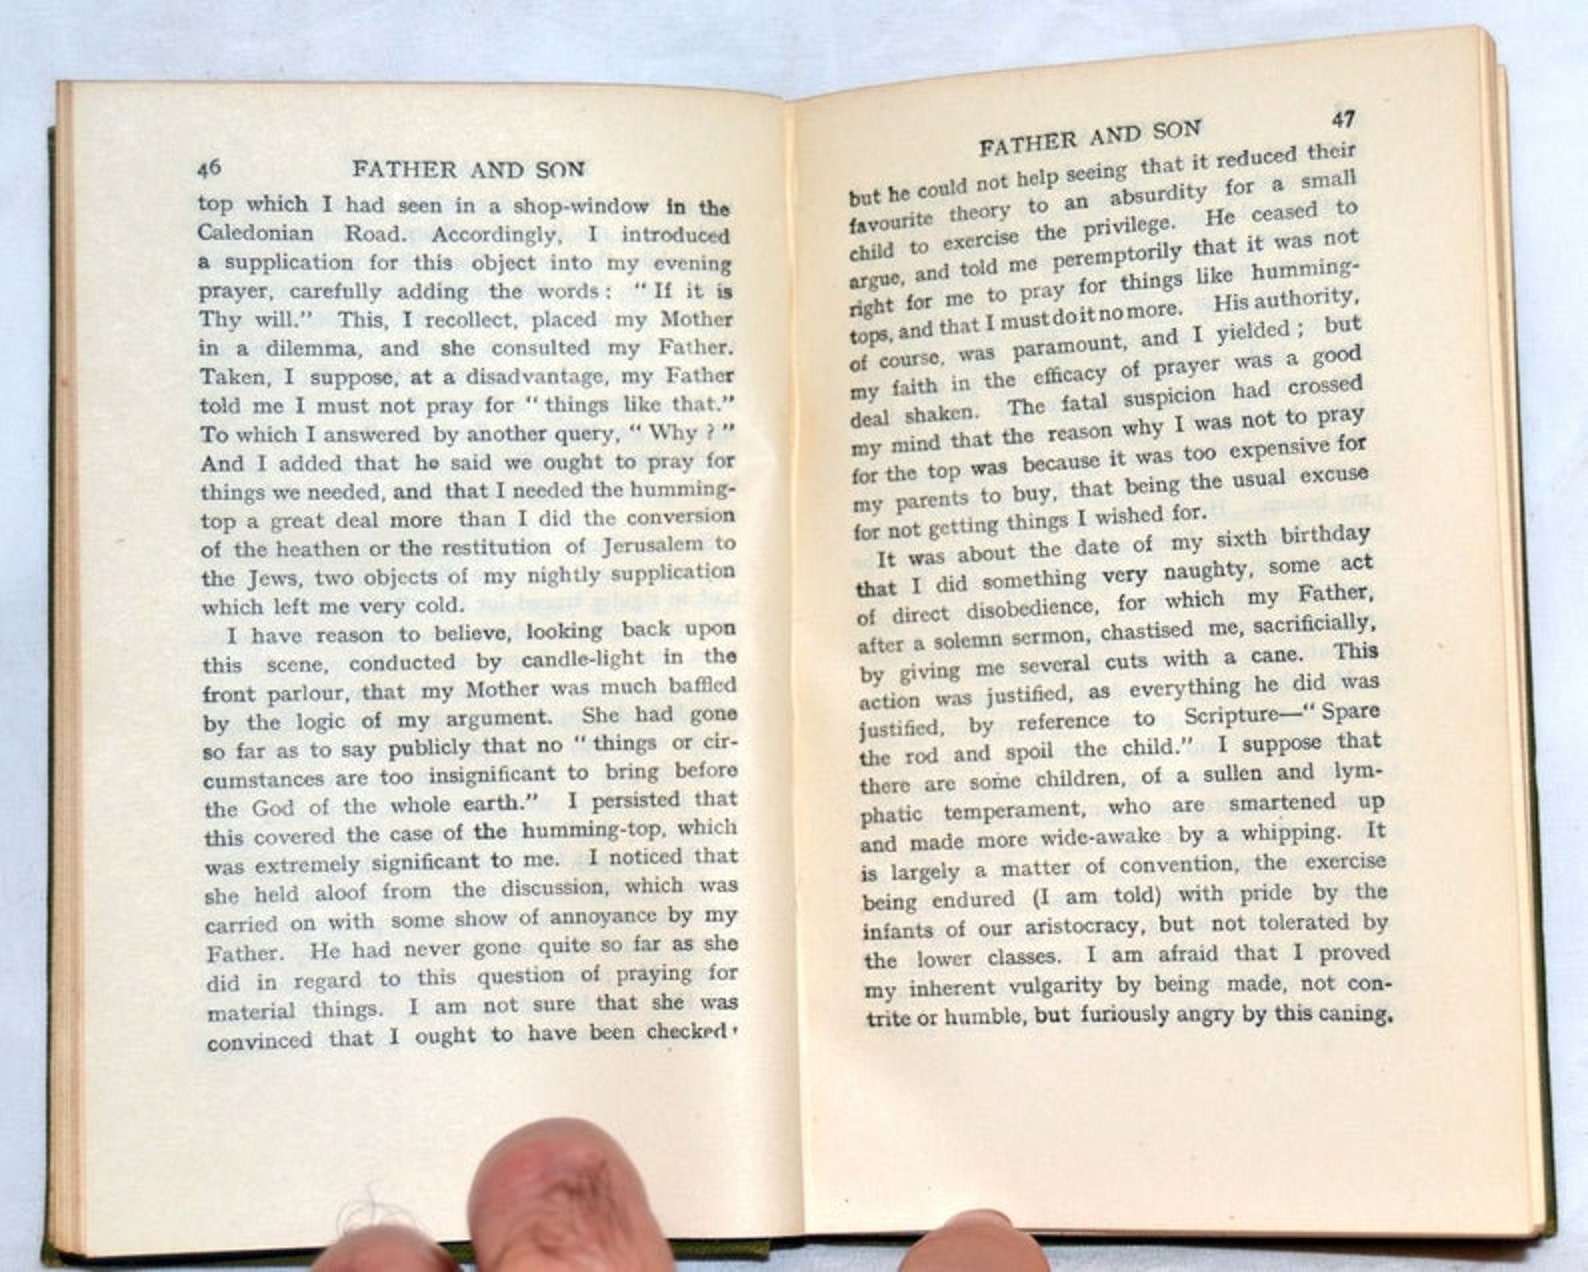 46 FATHER AND SON
top which I had seen in a shop-window in the
Caledonian Road. Accordingly, I introduced
a supplication for this object into my evening
prayer, carefully adding the words: “If it is
Thy will.” This, I recollect, placed my Mother
in a dilemma, and she consulted my Father.
Taken, I suppose, at a disadvantage, my Father
told me I must not pray for “things like that.”
To which I answered by another query, “Why?”
And I added that he said we ought to pray for
things we needed, and that I needed the humming-
top a great deal more than I did the conversion
of the heathen or the restitution of Jerusalem to
the Jews, two objects of my nightly supplication
which left me very cold.
I have reason to believe, looking back upon
this scene, conducted by candle-light in the
front parlour, that my Mother was much baffled
by the logic of my argument. She had gone
so far as to say publicly that no “things or cir-
cumstances are too insignificant to bring before
the God of the whole earth.” I persisted that
this covered the case of the humming-top, which
was extremely significant to me. I noticed that
she held aloof from the discussion, which was
carried on with some show of annoyance by my
Father. He had never gone quite so far as she
did in regard to this question of praying for
material things. I am not sure that she was
convinced that I ought to have been checked;
FATHER AND SON 47
but he could not help seeing that it reduced their
favourite theory to an absurdity for a small
child to exercise the privilege. He ceased to
argue, and told me peremptorily that it was not
right for me to pray for things like humming-
tops, and that I must do it no more. His authority,
of course, was paramount, and I yielded; but
my faith in the efficacy of prayer was a good
deal shaken. The fatal suspicion had crossed
my mind that the reason why I was not to pray
for the top was because it was too expensive for
my parents to buy, that being the usual excuse
for not getting things I wished for.
It was about the date of my sixth birthday
that I did something very naughty, some act
of direct disobedience, for which my Father,
after a solemn sermon, chastised me, sacrificially,
by giving me several cuts with a cane. This
action was justified, as everything he did was
justified, by reference to Scripture—“Spare
the rod and spoil the child.” I suppose that
there are some children, of a sullen and lym-
phatic temperament, who are smartened up
and made more wide-awake by a whipping. It
is largely a matter of convention, the exercise
being endured (I am told) with pride by the
infants of our aristocracy, but not tolerated by
the lower classes. I am afraid that I proved
my inherent vulgarity by being made, not con-
trite or humble, but furiously angry by this caning.